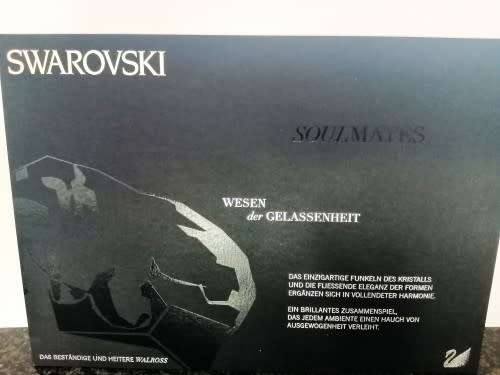 SWAROVSKI
SOULMATES
WESEN
der GELASSENHEIT
DAS EINZIGARTIGE FUNKELN DES KRISTALLS
UND DIE FLIESSENDE ELEGANZ DER FORMEN
ERGÄNZEN SICH IN VOLLENDETER HARMONIE.
EIN BRILLANTES ZUSAMMENSPIEL,
DAS JEDEM AMBIENTE EINEN HAUCH VON
AUSGEWOGENHEIT VERLEIHT.
DAS BESTÄNDIGE UND HEITERE WALROSS